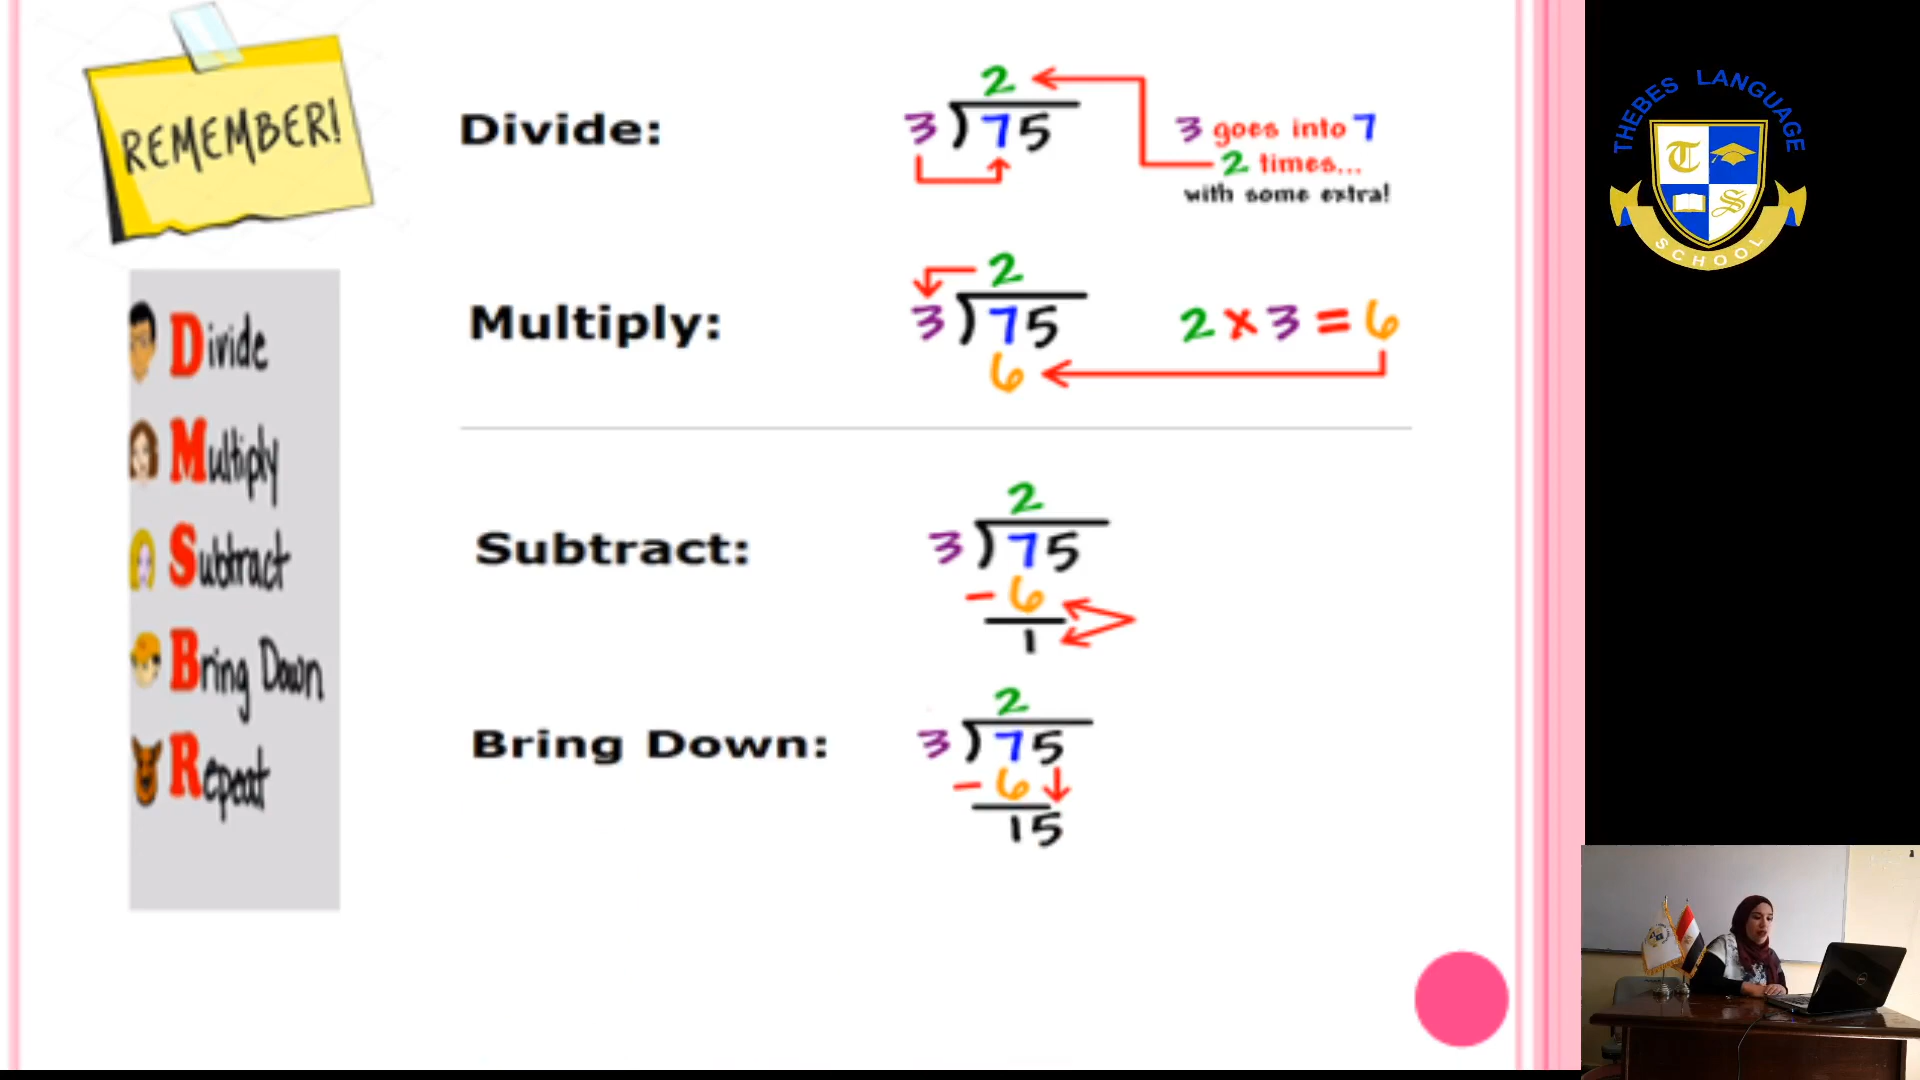 REMEMBER!
Divide
Multiply
Subtract
Bring Down
Repeat
Divide:
2
3 ) 75
3 goes into 7
2 times...
with some extra!
Multiply:
2
3 ) 75
6
2 x 3 = 6
Subtract:
2
3 ) 75
- 6
1
Bring Down:
2
3 ) 75
- 6
15
THEBES LANGUAGE
T
S
SCHOOL